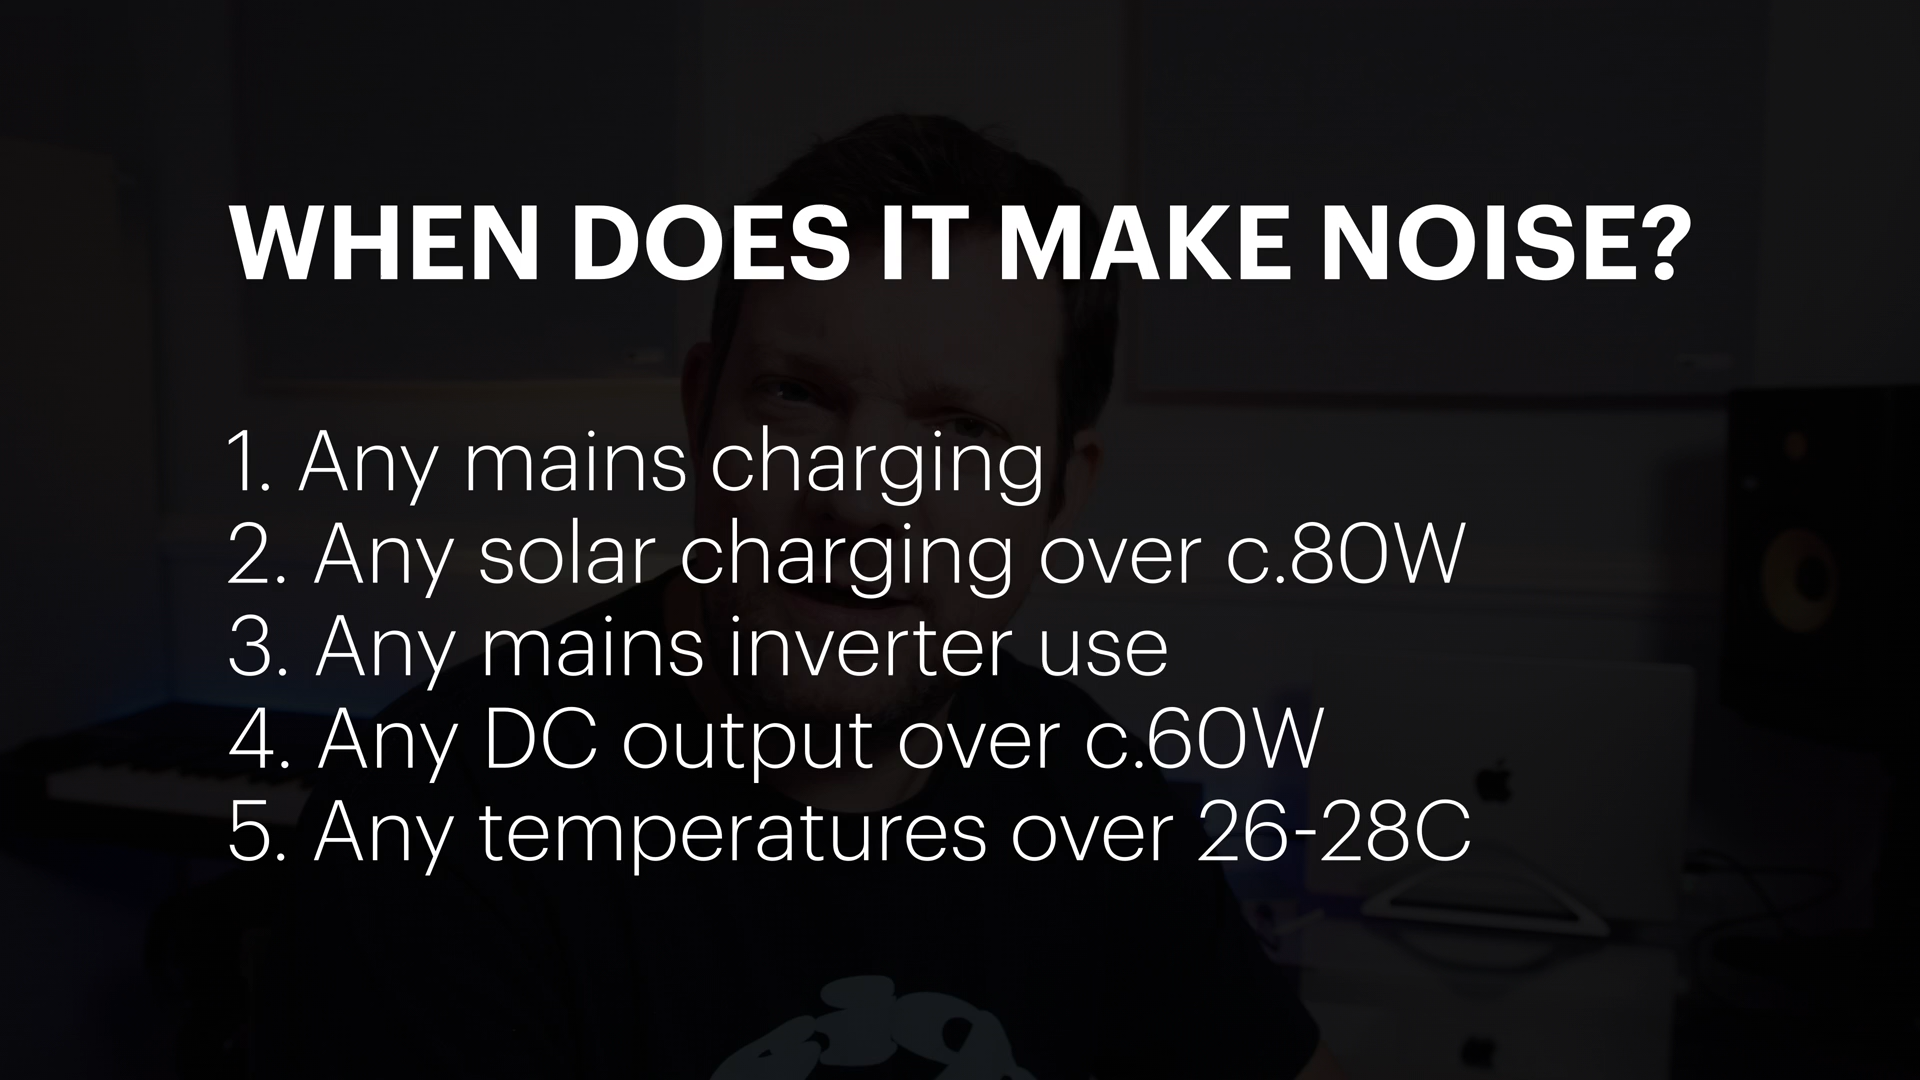 WHEN DOES IT MAKE NOISE?
1. Any mains charging
2. Any solar charging over c.80W
3. Any mains inverter use
4. Any DC output over c.60W
5. Any temperatures over 26-28C